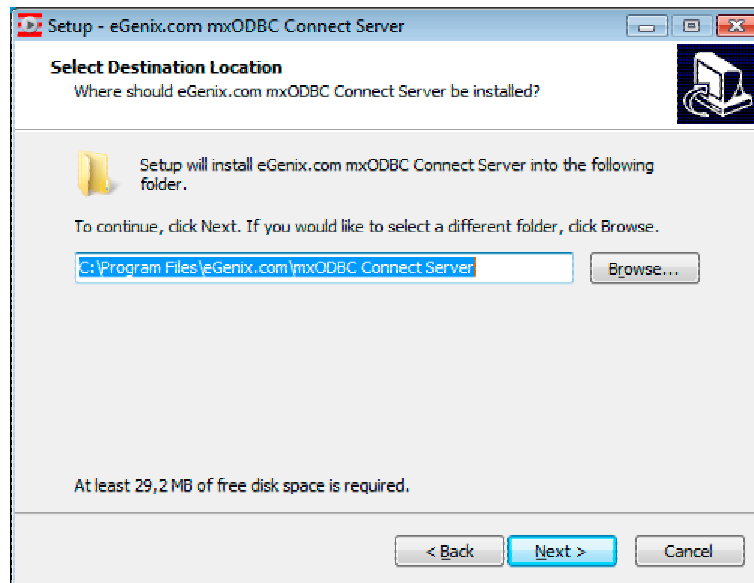 Setup - eGenix.com mxODBC Connect Server
Select Destination Location
Where should eGenix.com mxODBC Connect Server be installed?
Setup will install eGenix.com mxODBC Connect Server into the following
folder.
To continue, click Next. If you would like to select a different folder, click Browse.
C:\Program Files\eGenix.com\mxODBC Connect Server
Browse...
At least 29,2 MB of free disk space is required.
< Back
Next >
Cancel